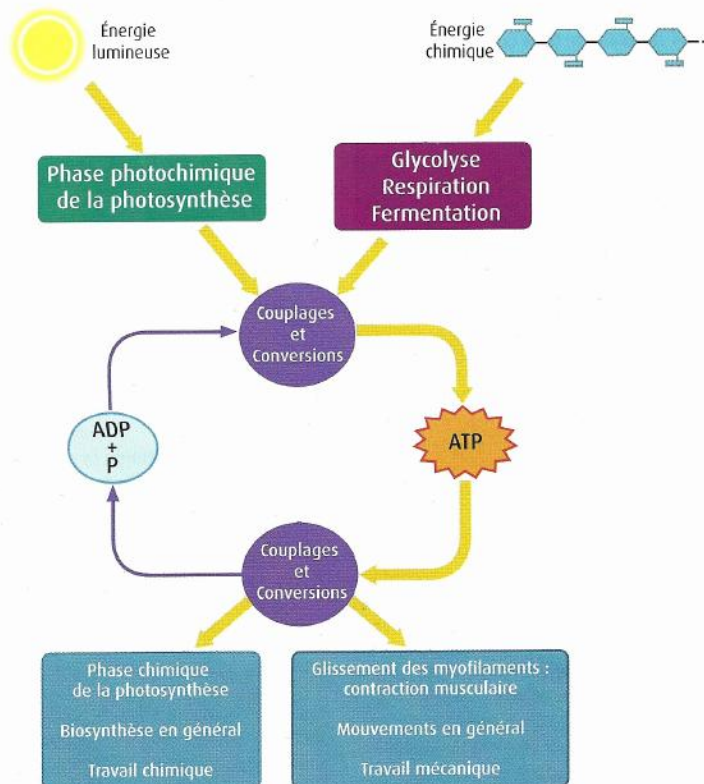 Énergie
lumineuse
Énergie
chimique
Phase photochimique
de la photosynthèse
Glycolyse
Respiration
Fermentation
Couplages
et
Conversions
ADP
+
P
ATP
Couplages
et
Conversions
Phase chimique
de la photosynthèse
Biosynthèse en général
Travail chimique
Glissement des myofilaments :
contraction musculaire
Mouvements en général
Travail mécanique